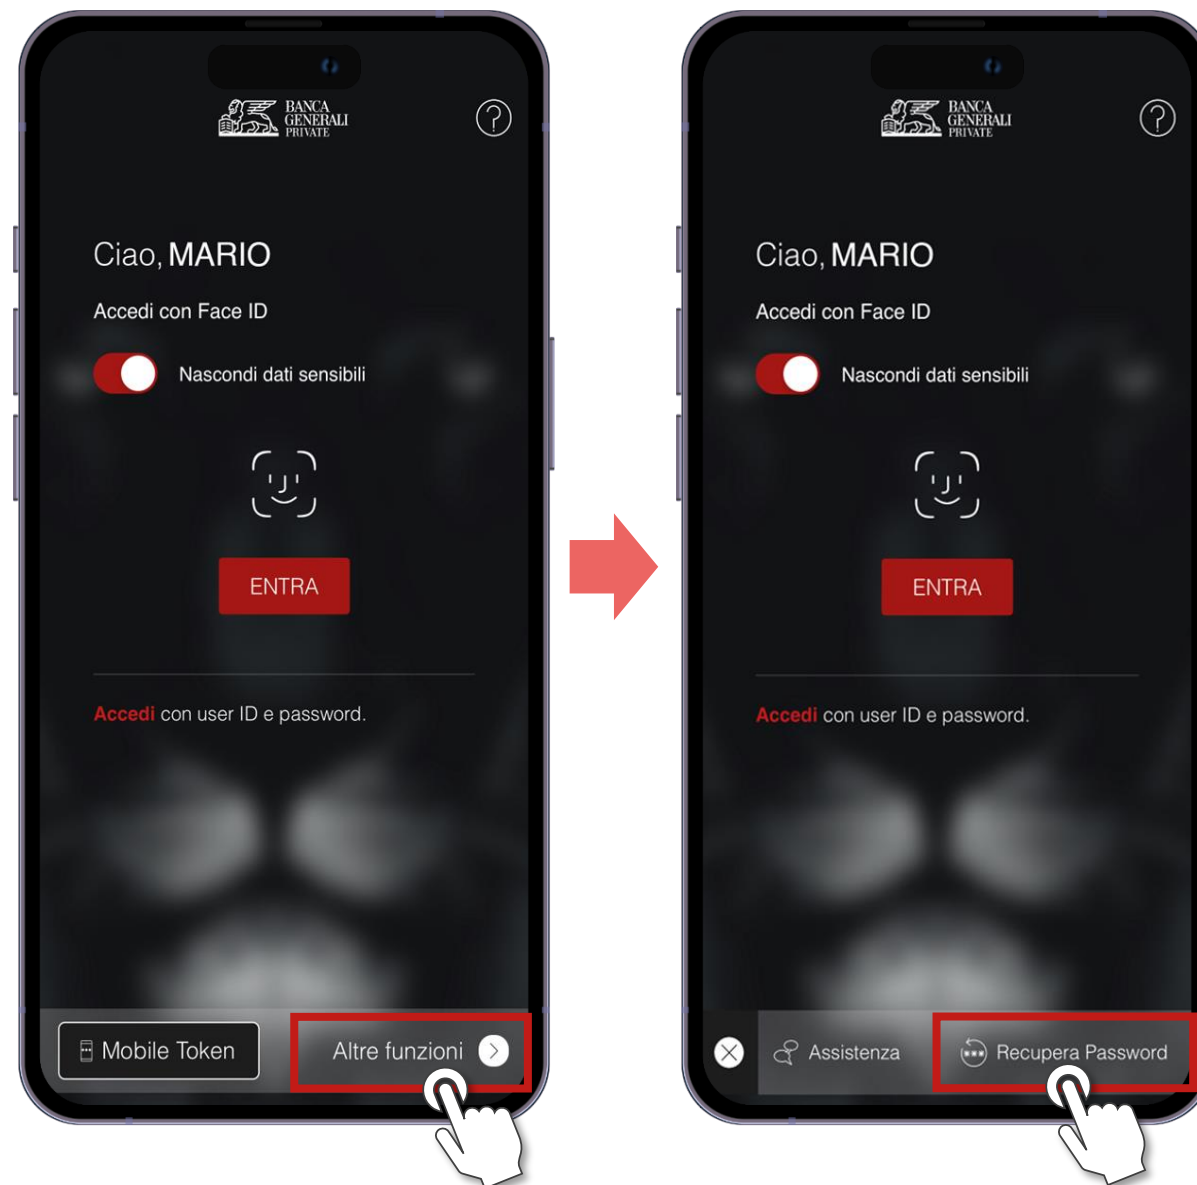 BANCA
GENERALI
PRIVATE
?
Ciao, MARIO
Accedi con Face ID
Nascondi dati sensibili
ENTRA
Accedi con user ID e password.
Mobile Token
Altre funzioni
BANCA
GENERALI
PRIVATE
?
Ciao, MARIO
Accedi con Face ID
Nascondi dati sensibili
ENTRA
Accedi con user ID e password.
Assistenza
Recupera Password